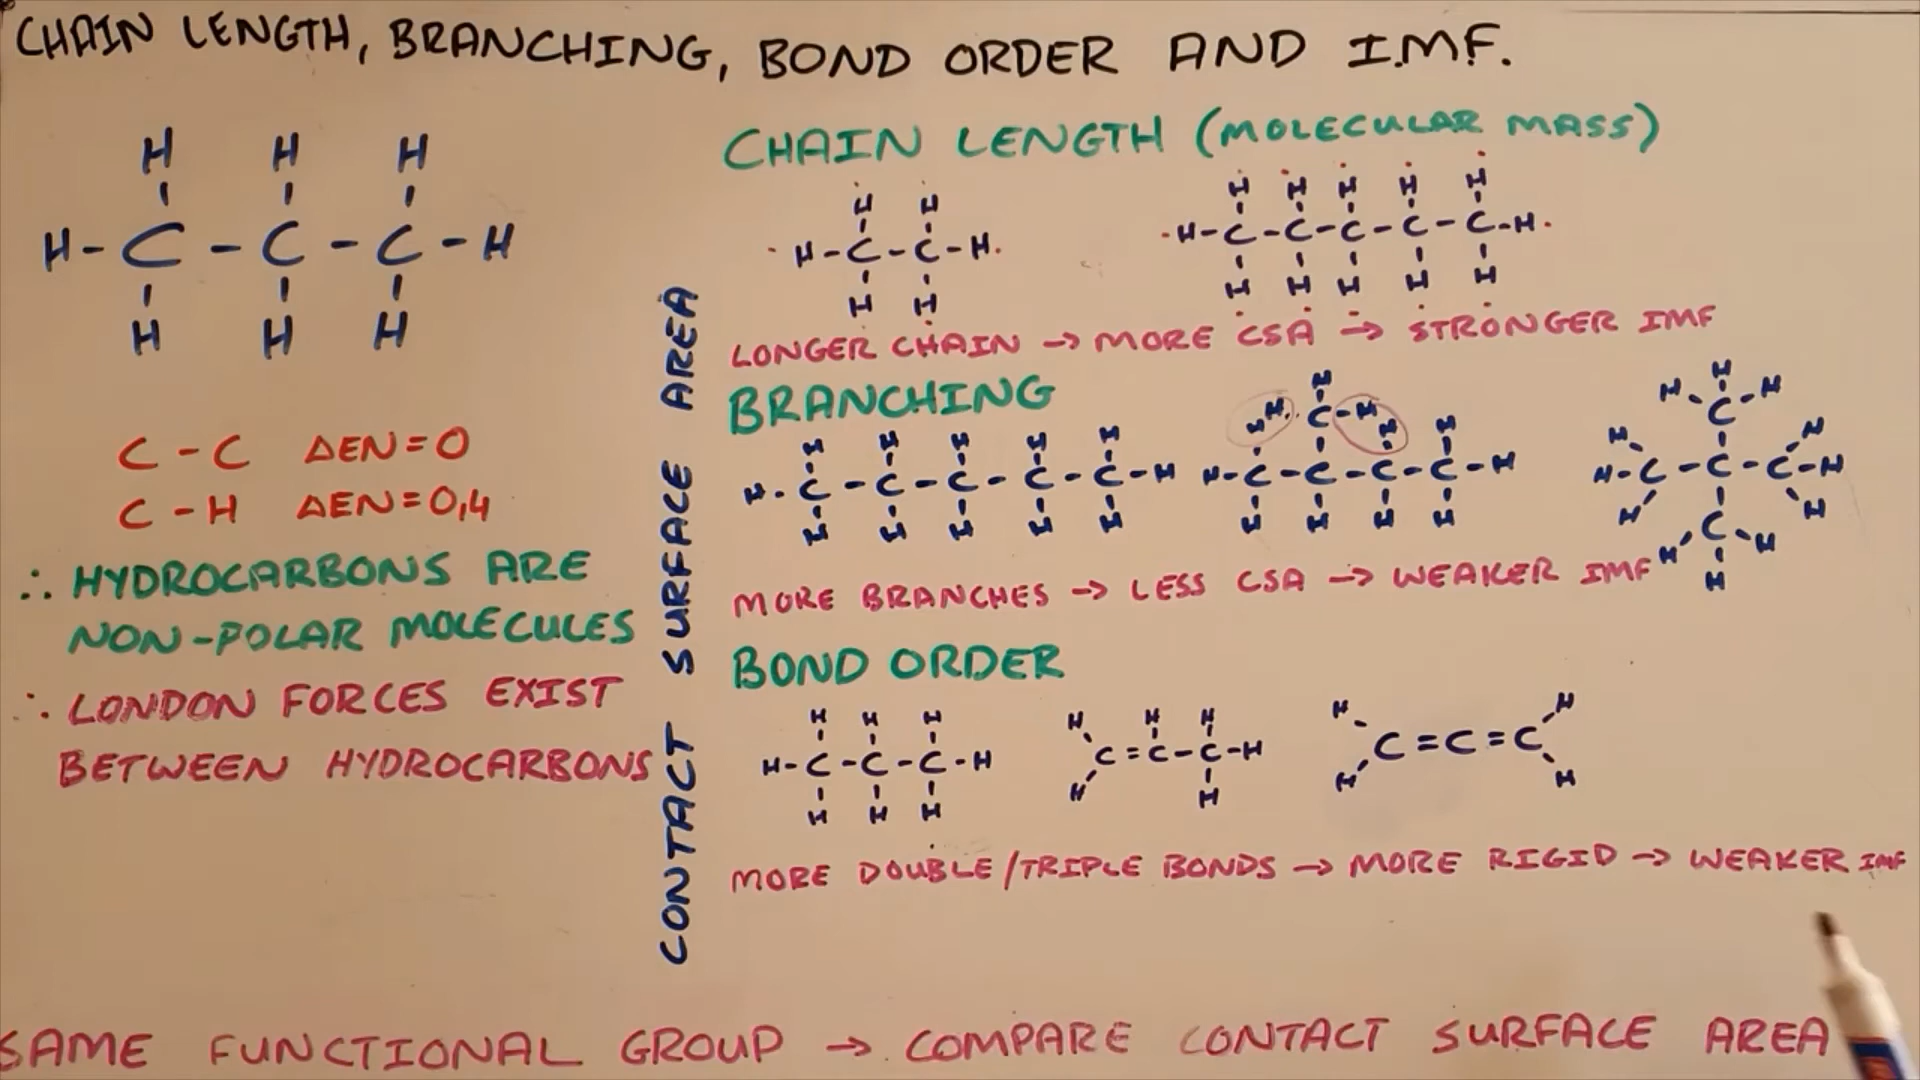 CHAIN LENGTH, BRANCHING, BOND ORDER AND I.M.F.
H H H
H-C-C-C-H
H H H
C-C ΔEN=0
C-H ΔEN=0,4
∴ HYDROCARBONS ARE
NON-POLAR MOLECULES
∴ LONDON FORCES EXIST
BETWEEN HYDROCARBONS
CONTACT SURFACE AREA
CHAIN LENGTH (MOLECULAR MASS)
H H
H-C-C-H
H H
H H H H H
H-C-C-C-C-C-H
H H H H H
LONGER CHAIN → MORE CSA → STRONGER IMF
BRANCHING
H H H H H
H-C-C-C-C-C-H
H H H H H
H
H H C-H H H
H-C-C-C-C-H
H H H H
H
H-C-H
H H
H-C-C-C-H
H H
H C H
H
MORE BRANCHES → LESS CSA → WEAKER IMF
BOND ORDER
H H H
H-C-C-C-H
H H H
H H H
C=C-C-H
H H
H H
C=C=C
H H
MORE DOUBLE/TRIPLE BONDS → MORE RIGID → WEAKER IMF
SAME FUNCTIONAL GROUP → COMPARE CONTACT SURFACE AREA